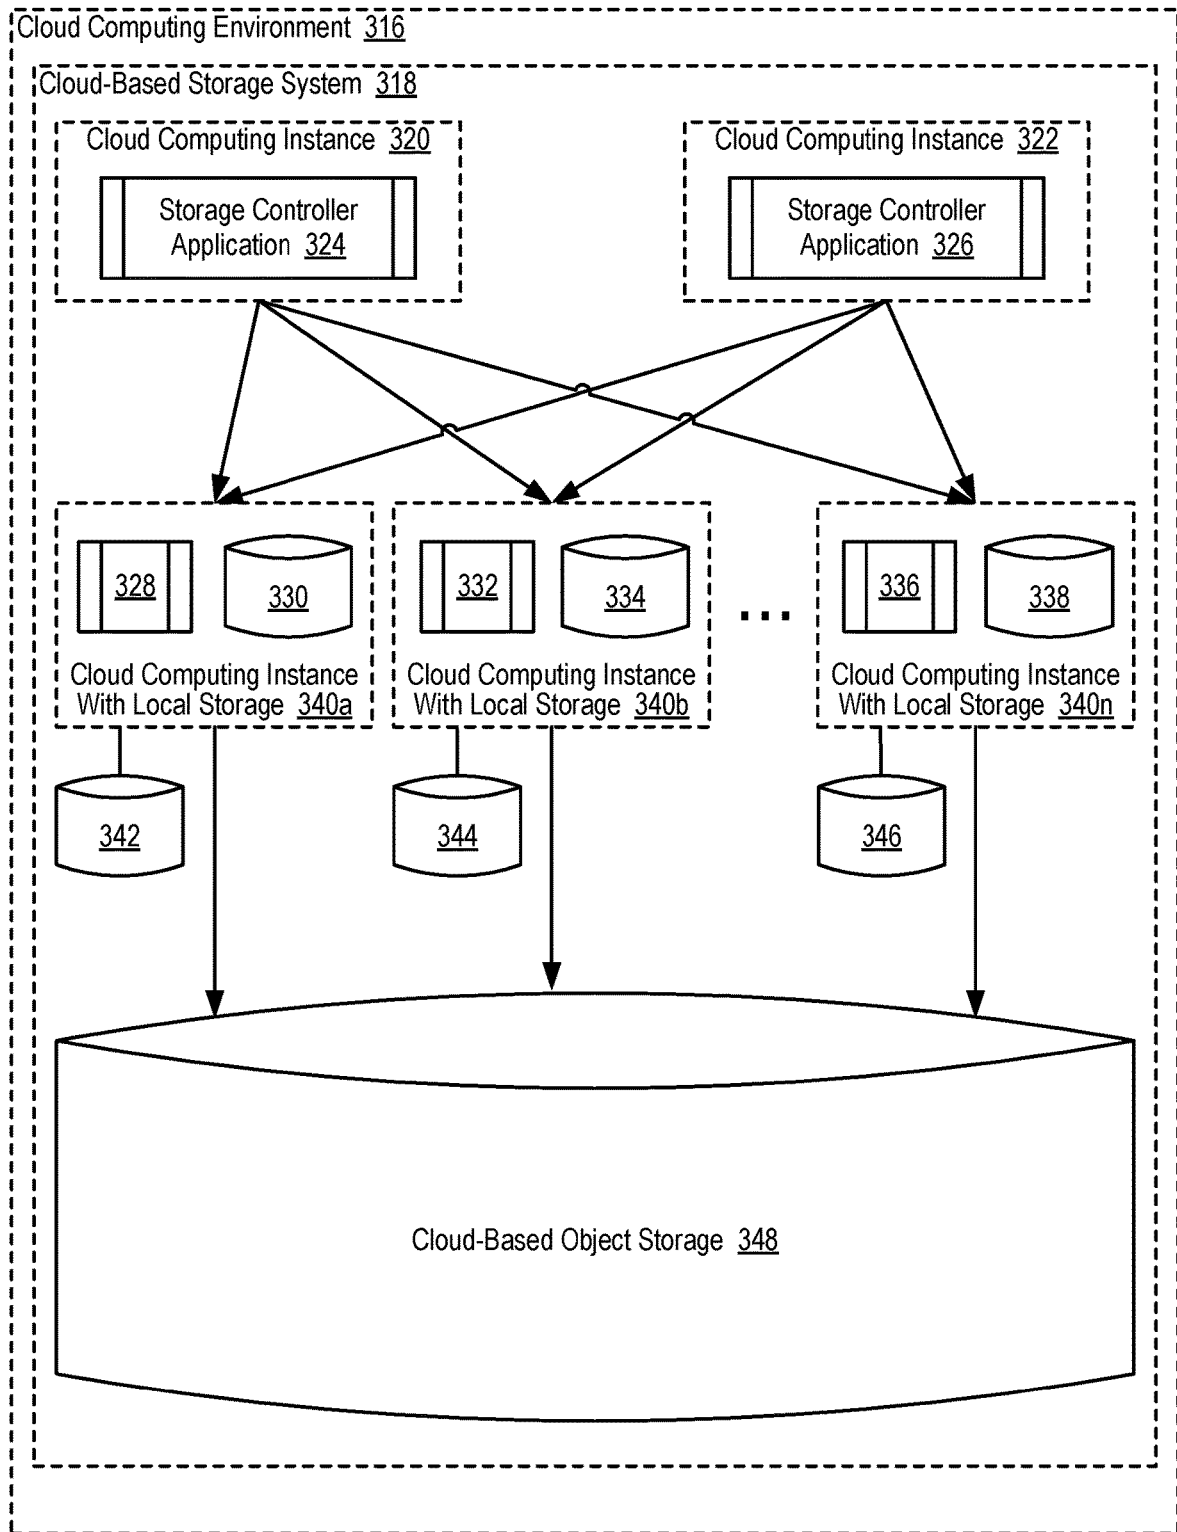 Cloud Computing Environment 316
Cloud-Based Storage System 318
Cloud Computing Instance 320
Storage Controller
Application 324
Cloud Computing Instance 322
Storage Controller
Application 326
328
330
Cloud Computing Instance
With Local Storage 340a
332
334
Cloud Computing Instance
With Local Storage 340b
...
336
338
Cloud Computing Instance
With Local Storage 340n
342
344
346
Cloud-Based Object Storage 348